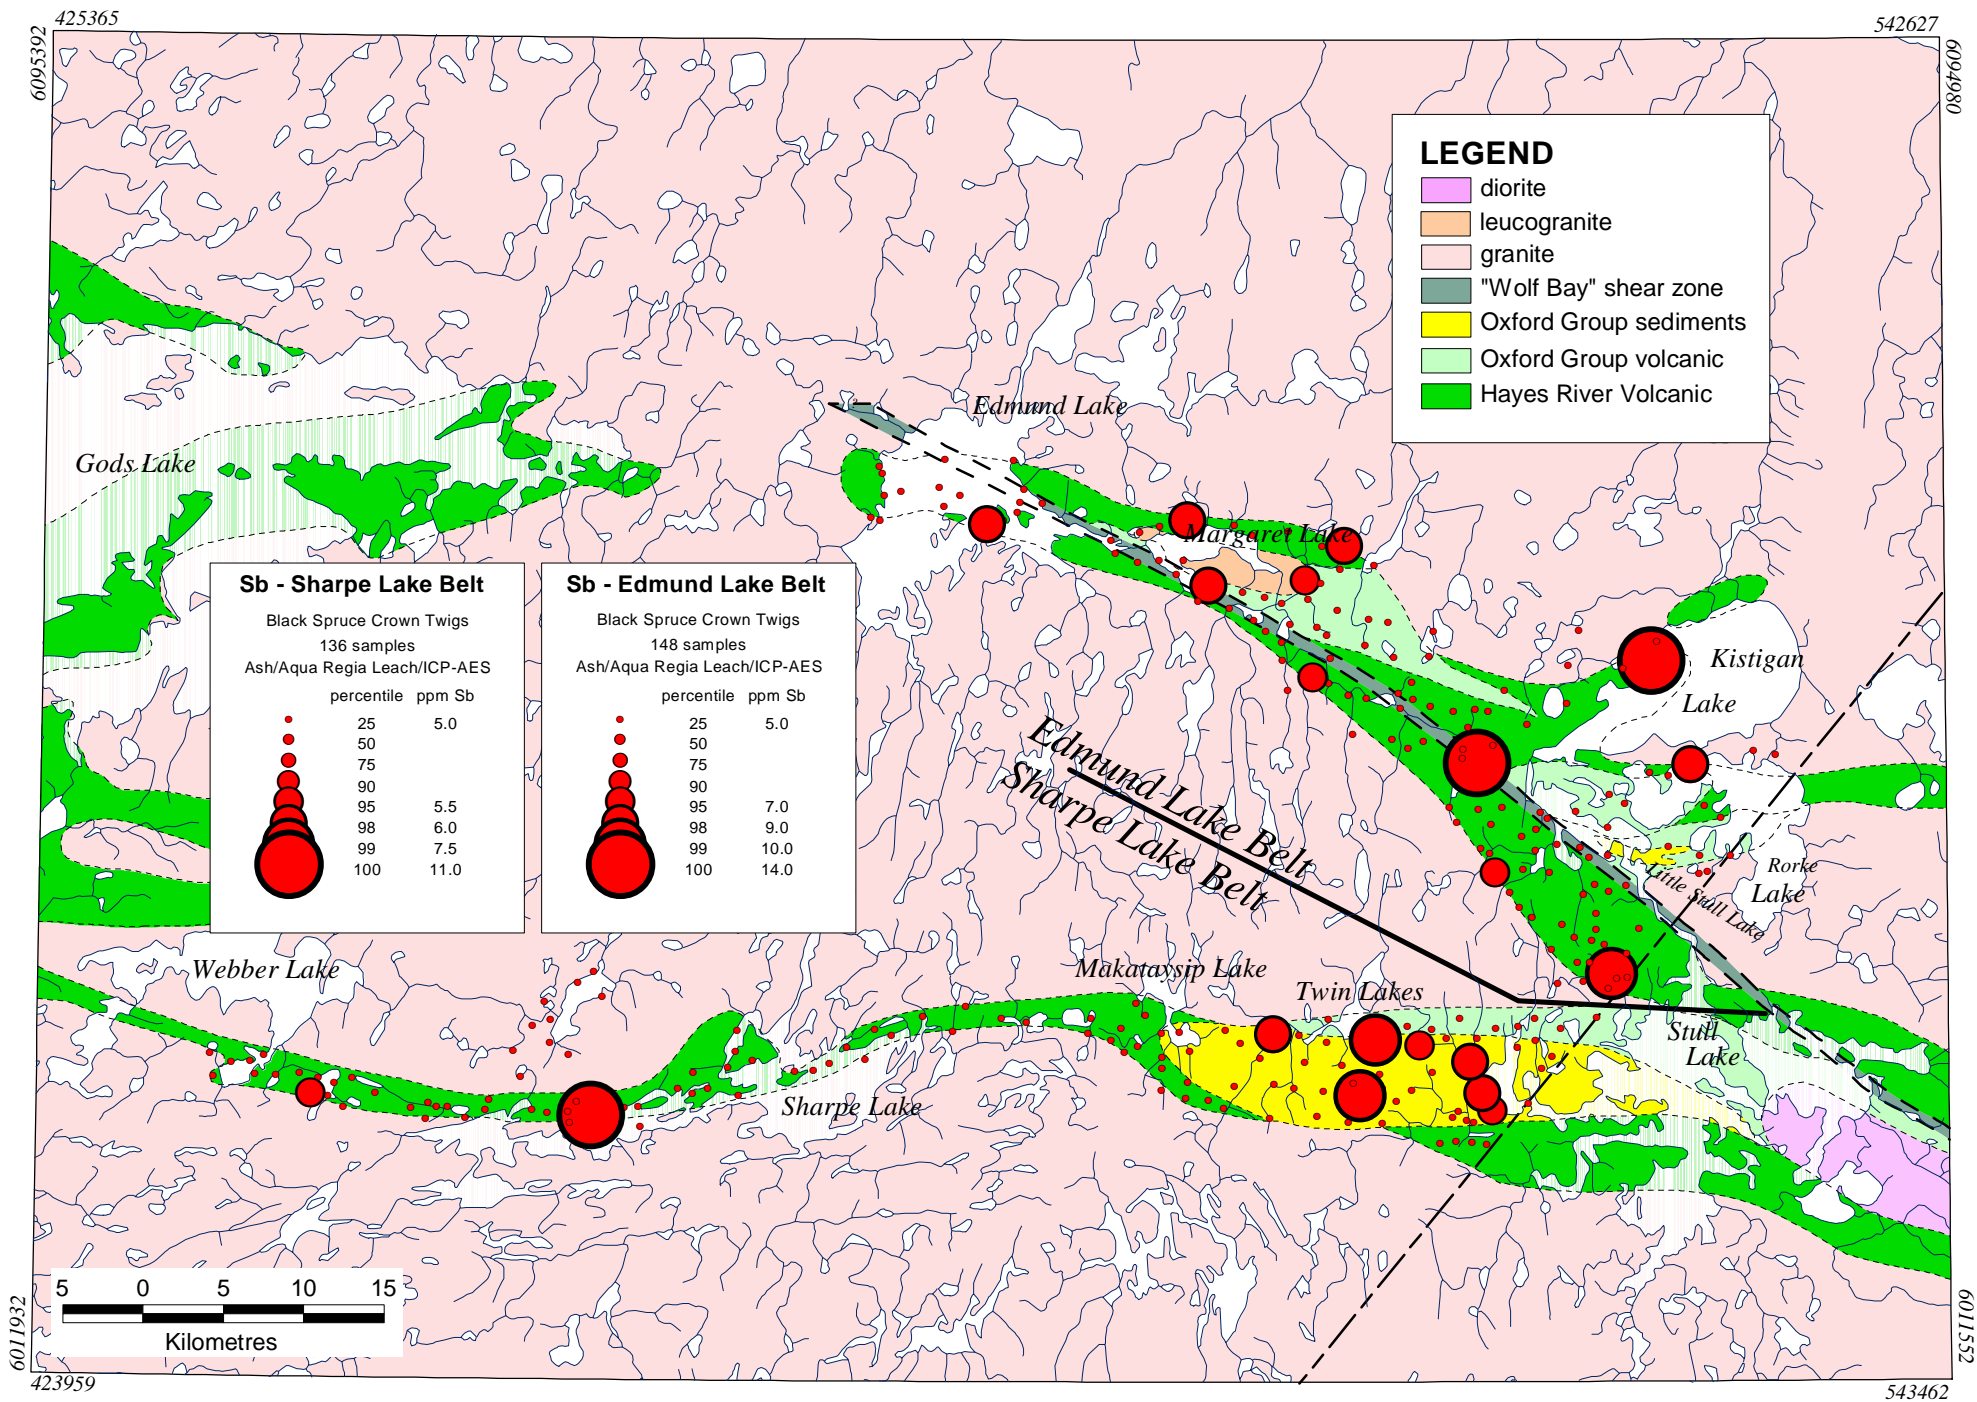 425365
542627
6095392
6094980
LEGEND
diorite
leucogranite
granite
"Wolf Bay" shear zone
Oxford Group sediments
Oxford Group volcanic
Hayes River Volcanic
Edmund Lake
Gods Lake
Margaret Lake
Kistigan
Lake
Sb - Sharpe Lake Belt
Black Spruce Crown Twigs
136 samples
Ash/Aqua Regia Leach/ICP-AES
percentile ppm Sb
25 5.0
50
75
90
95 5.5
98 6.0
99 7.5
100 11.0
Sb - Edmund Lake Belt
Black Spruce Crown Twigs
148 samples
Ash/Aqua Regia Leach/ICP-AES
percentile ppm Sb
25 5.0
50
75
90
95 7.0
98 9.0
99 10.0
100 14.0
Edmund Lake Belt
Sharpe Lake Belt
Rorke
Lake
Little Stull Lake
Webber Lake
Makataysip Lake
Twin Lakes
Stull
Lake
Sharpe Lake
5 0 5 10 15
Kilometres
6011932
423959
6011552
543462